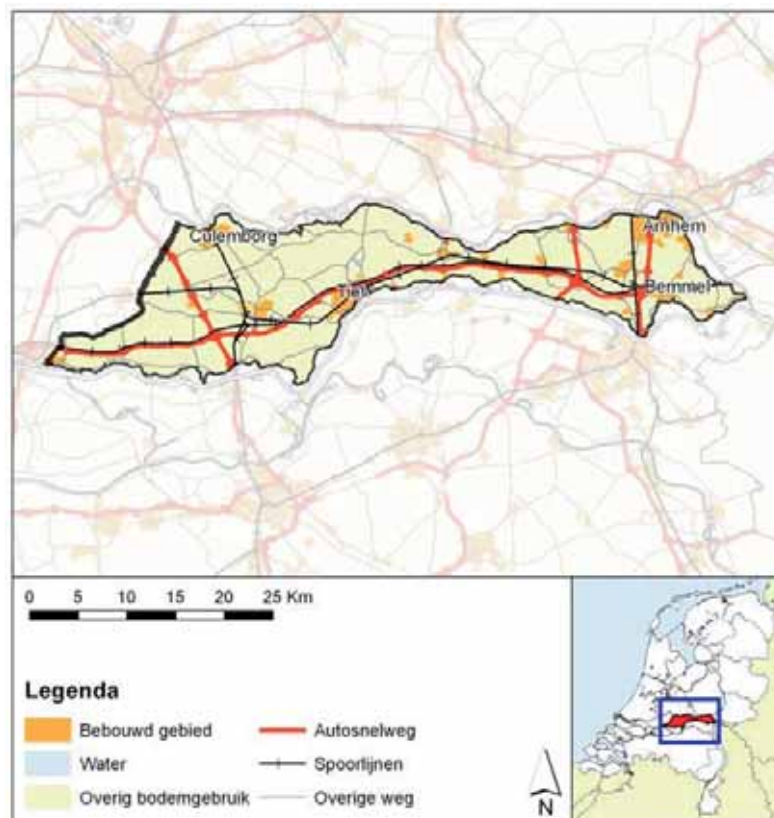 Culemborg
Arnhem
Tiel
Bemmel
0 5 10 15 20 25 Km
Legenda
Bebouwd gebied
Autosnelweg
Water
Spoorlijnen
Overig bodemgebruik
Overige weg
N